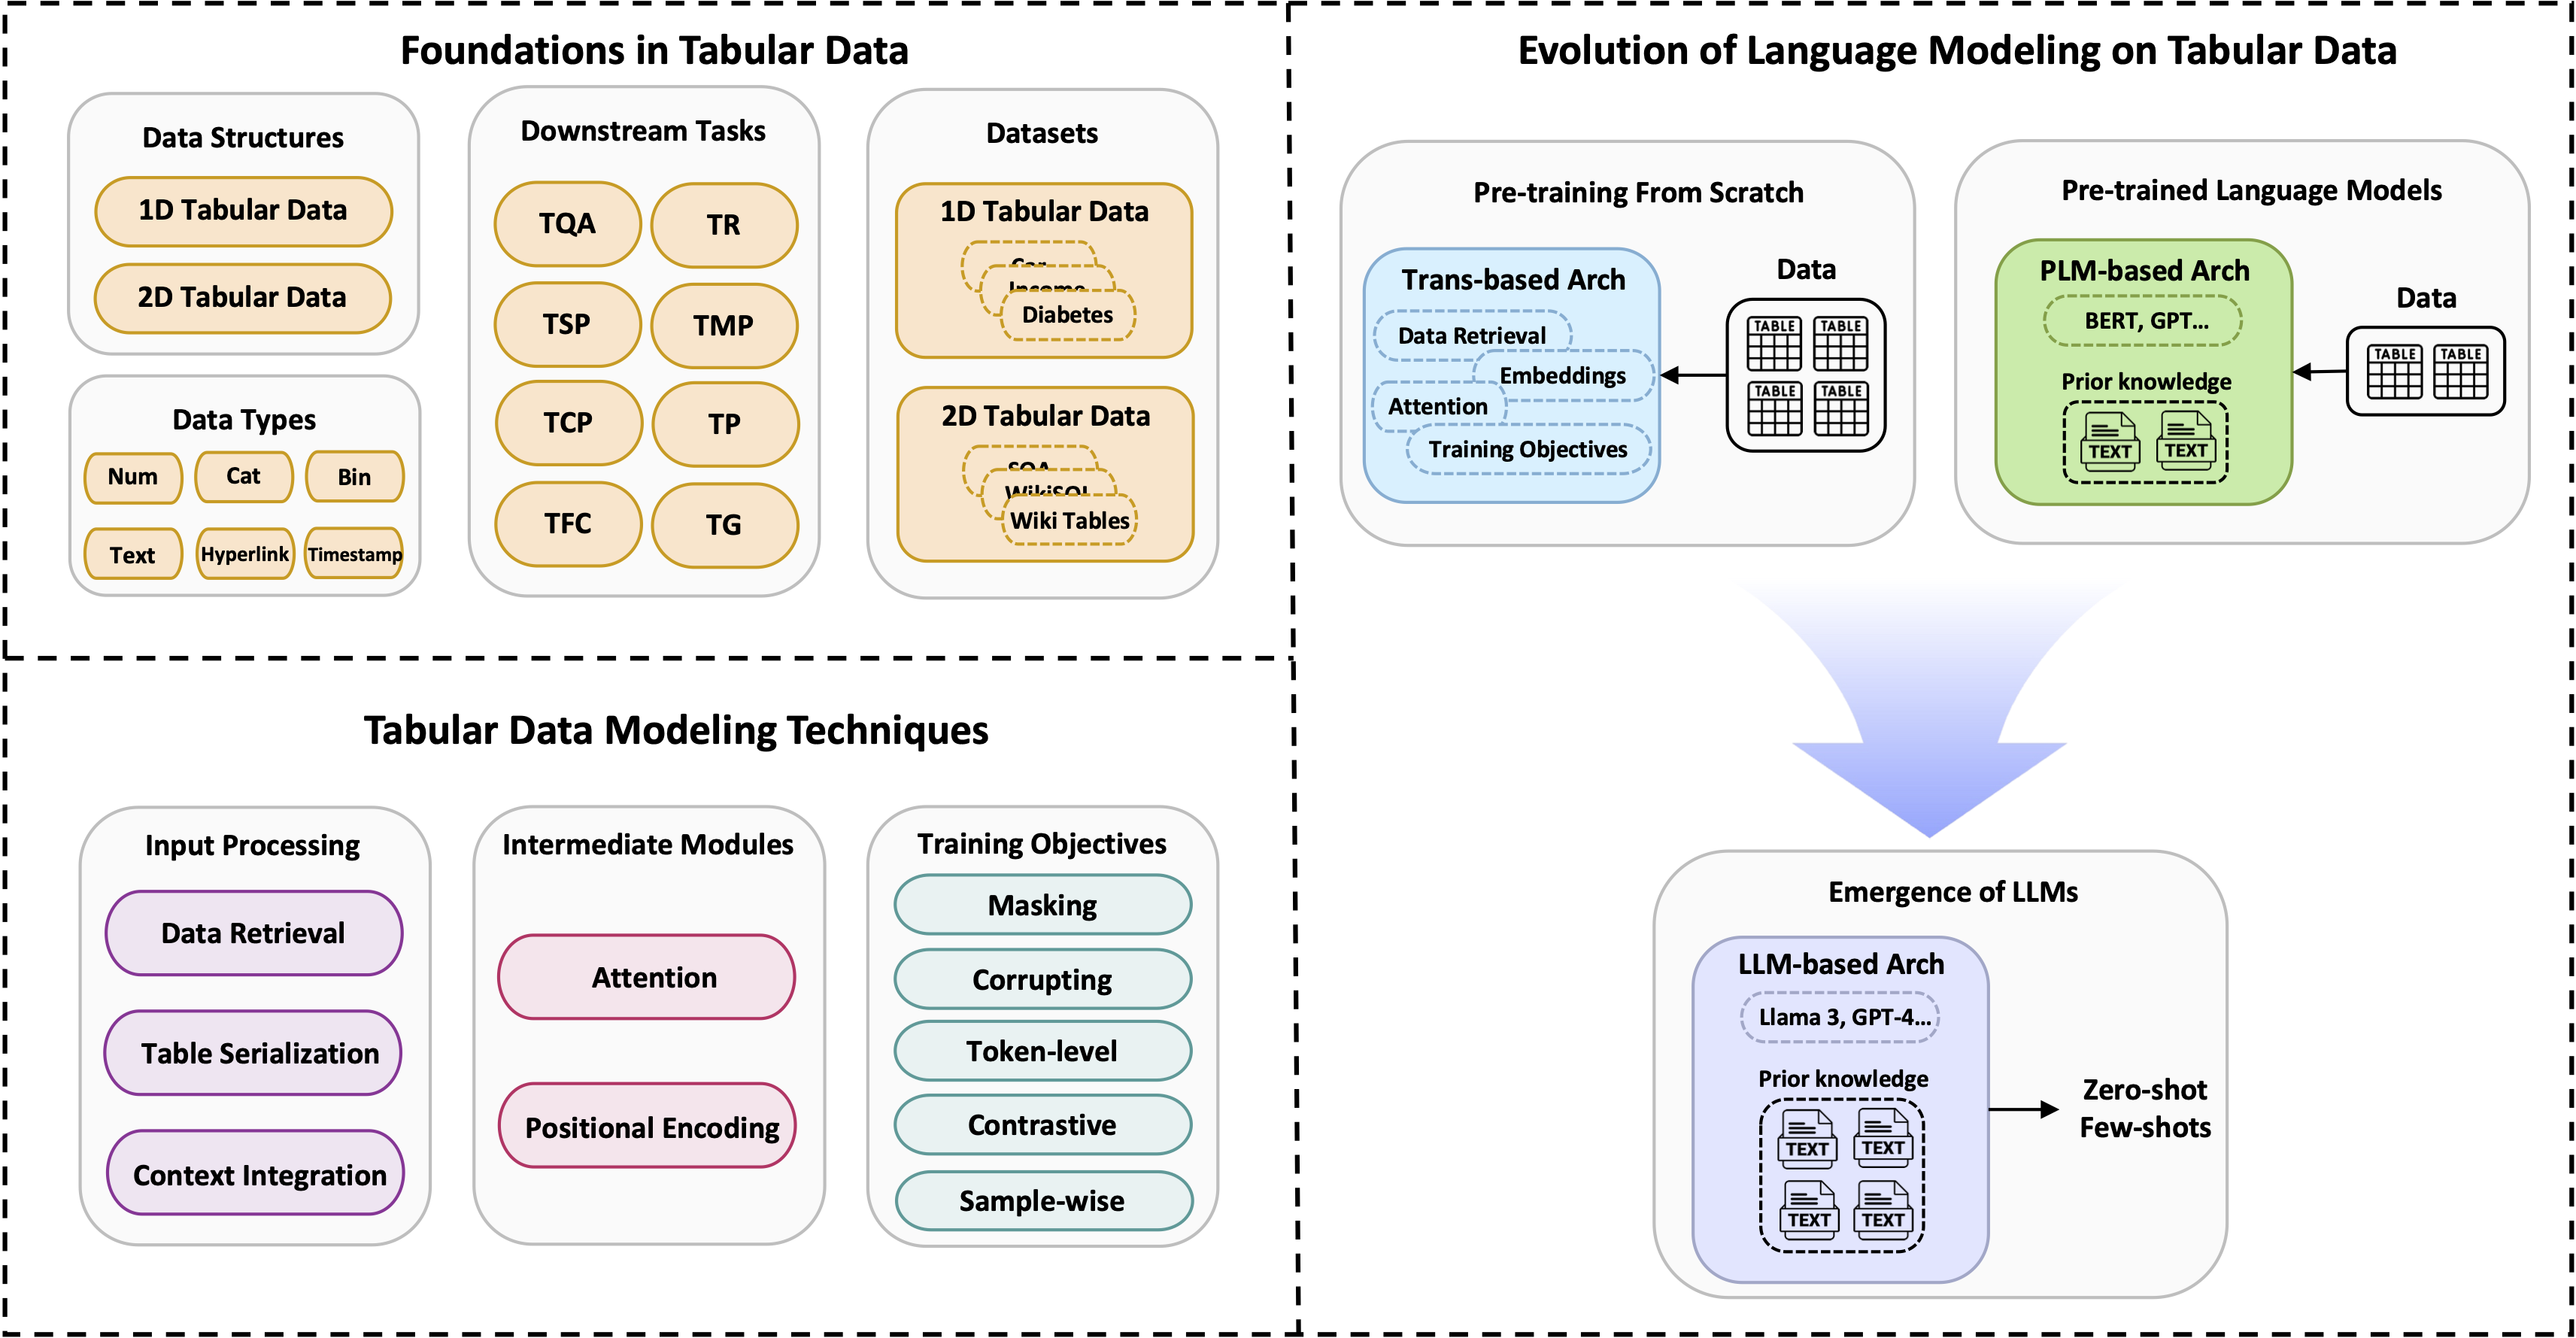 Foundations in Tabular Data
Data Structures
1D Tabular Data
2D Tabular Data
Data Types
Num
Cat
Bin
Text
Hyperlink
Timestamp
Downstream Tasks
TQA
TR
TSP
TMP
TCP
TP
TFC
TG
Datasets
1D Tabular Data
Income
Diabetes
2D Tabular Data
SQA
WikiSQL
Wiki Tables
Tabular Data Modeling Techniques
Input Processing
Data Retrieval
Table Serialization
Context Integration
Intermediate Modules
Attention
Positional Encoding
Training Objectives
Masking
Corrupting
Token-level
Contrastive
Sample-wise
Evolution of Language Modeling on Tabular Data
Pre-training From Scratch
Trans-based Arch
Data Retrieval
Embeddings
Attention
Training Objectives
Data
TABLE
TABLE
TABLE
TABLE
Pre-trained Language Models
PLM-based Arch
BERT, GPT...
Prior knowledge
TEXT
TEXT
Data
TABLE
TABLE
Emergence of LLMs
LLM-based Arch
Llama 3, GPT-4...
Prior knowledge
TEXT
TEXT
TEXT
TEXT
Zero-shot
Few-shots